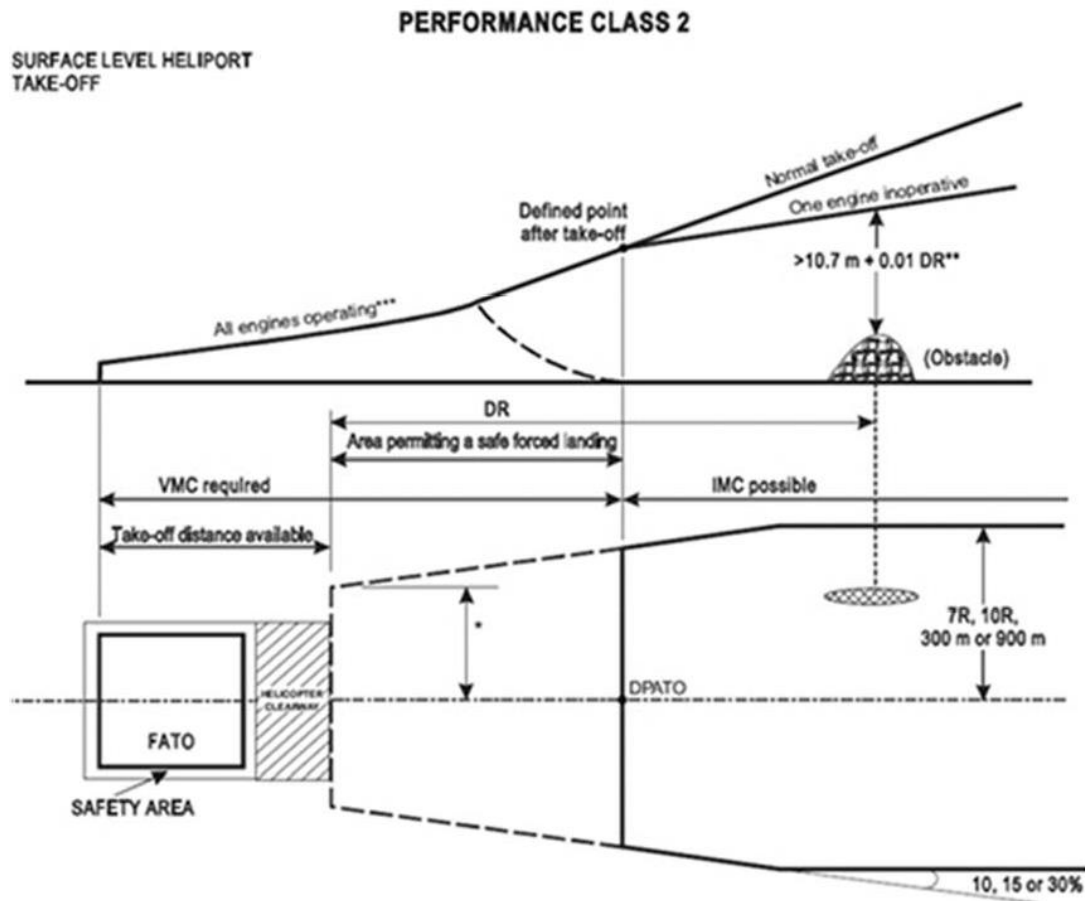 PERFORMANCE CLASS 2
SURFACE LEVEL HELIPORT
TAKE-OFF
Normal take-off
One engine inoperative
Defined point
after take-off
>10.7 m + 0.01 DR**
All engines operating***
(Obstacle)
DR
Area permitting a safe forced landing
VMC required
IMC possible
Take-off distance available
*
7R, 10R,
300 m or 900 m
HELICOPTER
CLEARWAY
DPATO
FATO
SAFETY AREA
10, 15 or 30%